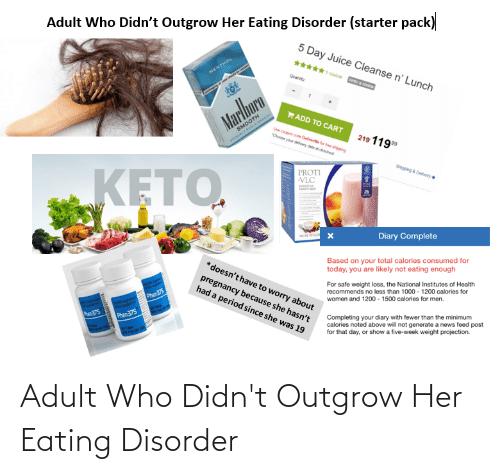 Adult Who Didn't Outgrow Her Eating Disorder (starter pack)
MENTHOL
Marlboro
SMOOTH
5 Day Juice Cleanse n' Lunch
Quantity
- 1 +
ADD TO CART
219 119⁹⁹
Shipping & Delivery
KETO
PROTI
VLC
× Diary Complete
Based on your total calories consumed for
today, you are likely not eating enough
For safe weight loss, the National Institutes of Health
recommends no less than 1000 - 1200 calories for
women and 1200 - 1500 calories for men.
Completing your diary with fewer than the minimum
calories noted above will not generate a news feed post
for that day, or show a five-week weight projection.
Phen375
Phen375
Phen375
*doesn't have to worry about
pregnancy because she hasn't
had a period since she was 19
Adult Who Didn't Outgrow Her
Eating Disorder